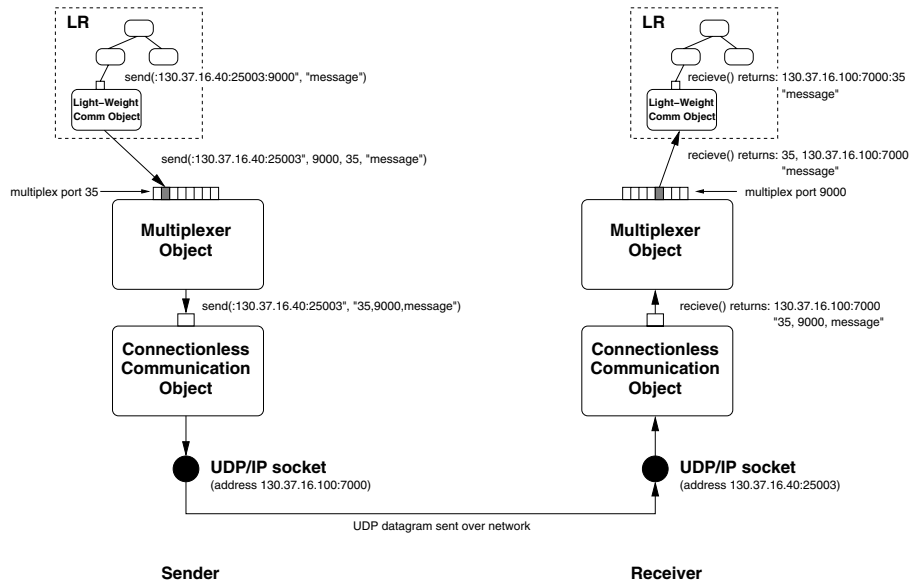 LR
send(:130.37.16.40:25003:9000", "message")
Light-Weight
Comm Object
send(:130.37.16.40:25003", 9000, 35, "message")
multiplex port 35
Multiplexer
Object
send(:130.37.16.40:25003", "35,9000,message")
Connectionless
Communication
Object
UDP/IP socket
(address 130.37.16.100:7000)
UDP datagram sent over network
Sender
LR
recieve() returns: 130.37.16.100:7000:35
"message"
Light-Weight
Comm Object
recieve() returns: 35, 130.37.16.100:7000
"message"
multiplex port 9000
Multiplexer
Object
recieve() returns: 130.37.16.100:7000
"35, 9000, message"
Connectionless
Communication
Object
UDP/IP socket
(address 130.37.16.40:25003)
Receiver